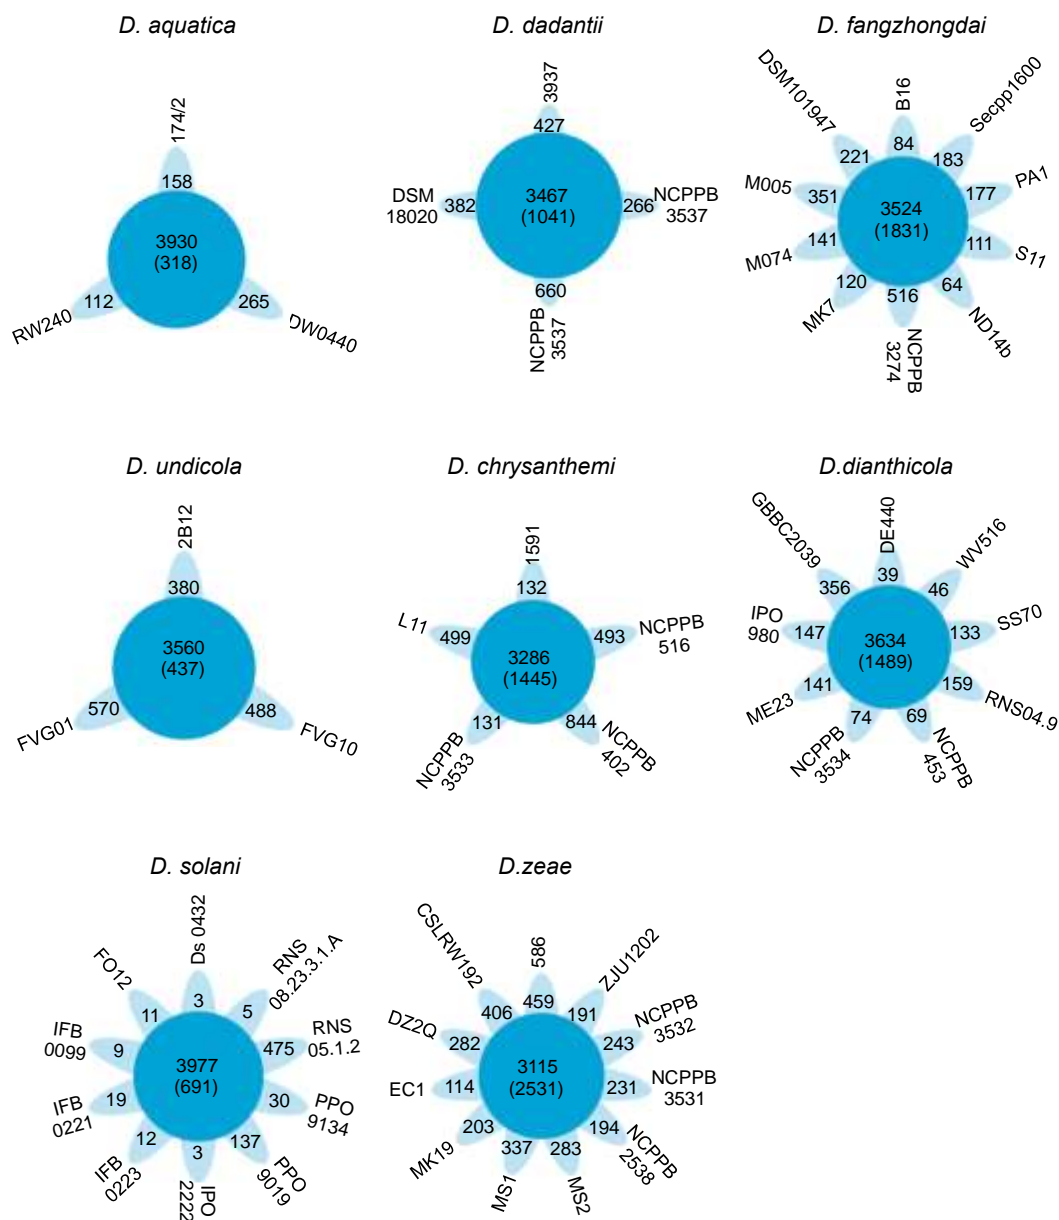 D. aquatica
174/2
158
3930
(318)
112
265
RW240
DW0440
D. dadantii
3937
427
DSM
18020
382
3467
(1041)
266
NCPPB
3537
660
NCPPB
3537
D. fangzhongdai
DSM101947
B16
Secpp1600
221
84
183
M005
351
177
PA1
3524
(1831)
M074
141
111
S11
MK7
120
516
64
ND14b
NCPPB
3274
D. undicola
2B12
380
3560
(437)
570
488
FVG01
FVG10
D. chrysanthemi
1591
132
L11
499
493
NCPPB
516
3286
(1445)
131
844
NCPPB
3533
NCPPB
402
D.dianthicola
GBBC2039
DE440
WV516
356
39
46
IPO
980
147
133
SS70
3634
(1489)
ME23
141
159
RNS04.9
74
69
NCPPB
3534
NCPPB
453
D. solani
FO12
Ds 0432
RNS
08.23.3.1.A
11
3
5
IFB
0099
9
475
RNS
05.1.2
3977
(691)
IFB
0221
19
30
PPO
9134
12
3
137
IFB
0223
IPO
2222
PPO
9019
D.zeae
CSLRW192
586
ZJU1202
406
459
191
DZ2Q
282
243
NCPPB
3532
3115
(2531)
EC1
114
231
NCPPB
3531
MK19
203
337
283
194
NCPPB
2538
MS1
MS2